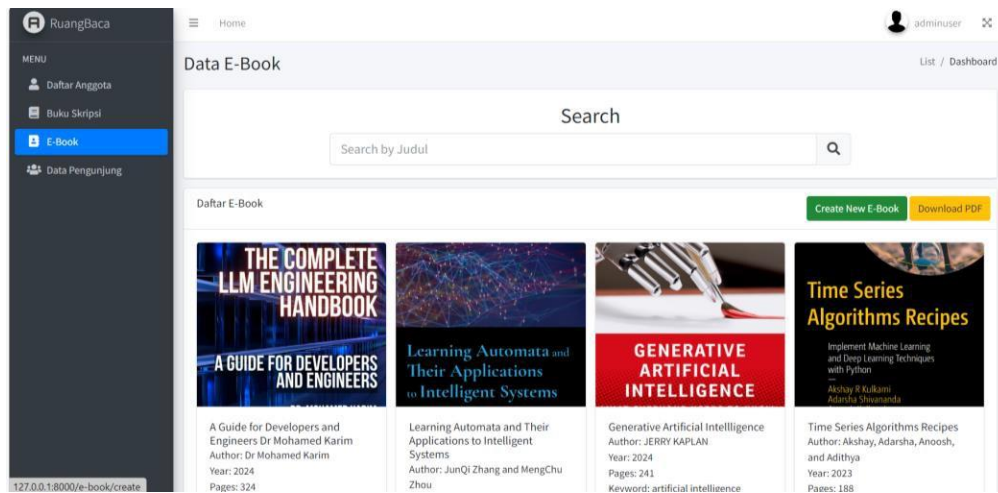 RuangBaca
Home
adminuser
MENU
Daftar Anggota
Buku Skripsi
E-Book
Data Pengunjung
Data E-Book
List / Dashboard
Search
Search by Judul
Daftar E-Book
Create New E-Book
Download PDF
THE COMPLETE
LLM ENGINEERING
HANDBOOK
A GUIDE FOR DEVELOPERS
AND ENGINEERS
DR. MOHAMED KARIM
A Guide for Developers and
Engineers Dr Mohamed Karim
Author: Dr Mohamed Karim
Year: 2024
Pages: 324
Learning Automata and
Their Applications
to Intelligent Systems
Learning Automata and Their
Applications to Intelligent
Systems
Author: JunQi Zhang and MengChu
Zhou
GENERATIVE
ARTIFICIAL
INTELLIGENCE
Generative Artificial Intellligence
Author: JERRY KAPLAN
Year: 2024
Pages: 241
Keyword: artificial intelligence
Time Series
Algorithms Recipes
Implement Machine Learning
and Deep Learning Techniques
with Python
Akshay R Kulkarni
Adarsha Shivananda
Time Series Algorithms Recipes
Author: Akshay, Adarsha, Anoosh,
and Adithya
Year: 2023
Pages: 188
127.0.0.1:8000/e-book/create